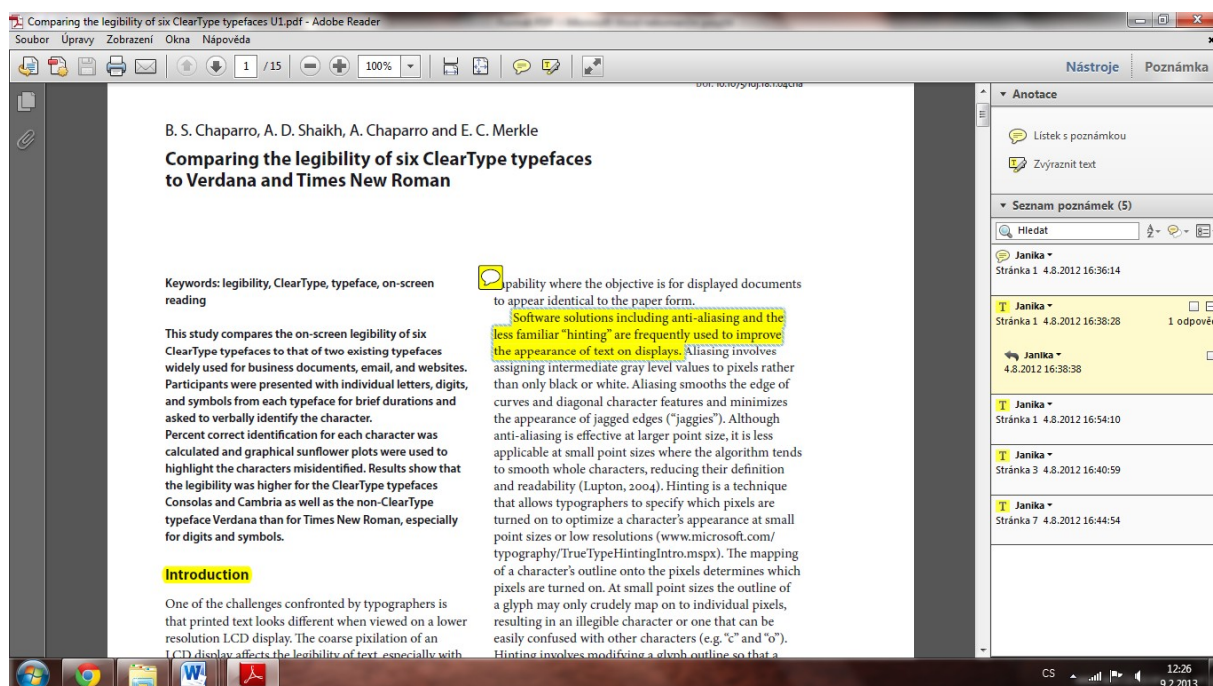 Comparing the legibility of six ClearType typefaces U1.pdf - Adobe Reader
Soubor Úpravy Zobrazení Okna Nápověda
1 /15 100%
Nástroje Poznámka
B. S. Chaparro, A. D. Shaikh, A. Chaparro and E. C. Merkle
Comparing the legibility of six ClearType typefaces
to Verdana and Times New Roman
Keywords: legibility, ClearType, typeface, on-screen
reading
This study compares the on-screen legibility of six
ClearType typefaces to that of two existing typefaces
widely used for business documents, email, and websites.
Participants were presented with individual letters, digits,
and symbols from each typeface for brief durations and
asked to verbally identify the character.
Percent correct identification for each character was
calculated and graphical sunflower plots were used to
highlight the characters misidentified. Results show that
the legibility was higher for the ClearType typefaces
Consolas and Cambria as well as the non-ClearType
typeface Verdana than for Times New Roman, especially
for digits and symbols.
Introduction
One of the challenges confronted by typographers is
that printed text looks different when viewed on a lower
resolution LCD display. The coarse pixilation of an
LCD display affects the legibility of text, especially with
capability where the objective is for displayed documents
to appear identical to the paper form.
Software solutions including anti-aliasing and the
less familiar “hinting” are frequently used to improve
the appearance of text on displays. Aliasing involves
assigning intermediate gray level values to pixels rather
than only black or white. Aliasing smooths the edge of
curves and diagonal character features and minimizes
the appearance of jagged edges (“jaggies”). Although
anti-aliasing is effective at larger point size, it is less
applicable at small point sizes where the algorithm tends
to smooth whole characters, reducing their definition
and readability (Lupton, 2004). Hinting is a technique
that allows typographers to specify which pixels are
turned on to optimize a character’s appearance at small
point sizes or low resolutions (www.microsoft.com/
typography/TrueTypeHintingIntro.mspx). The mapping
of a character’s outline onto the pixels determines which
pixels are turned on. At small point sizes the outline of
a glyph may only crudely map on to individual pixels,
resulting in an illegible character or one that can be
easily confused with other characters (e.g. “c” and “o”).
Hinting involves modifying a glyph outline so that a
Anotace
Lístek s poznámkou
Zvýraznit text
Seznam poznámek (5)
Hledat
Janika
Stránka 1 4.8.2012 16:36:14
Janika
Stránka 1 4.8.2012 16:38:28 1 odpově
Janika
4.8.2012 16:38:38
Janika
Stránka 1 4.8.2012 16:54:10
Janika
Stránka 3 4.8.2012 16:40:59
Janika
Stránka 7 4.8.2012 16:44:54
CS 12:26
9.2.2013